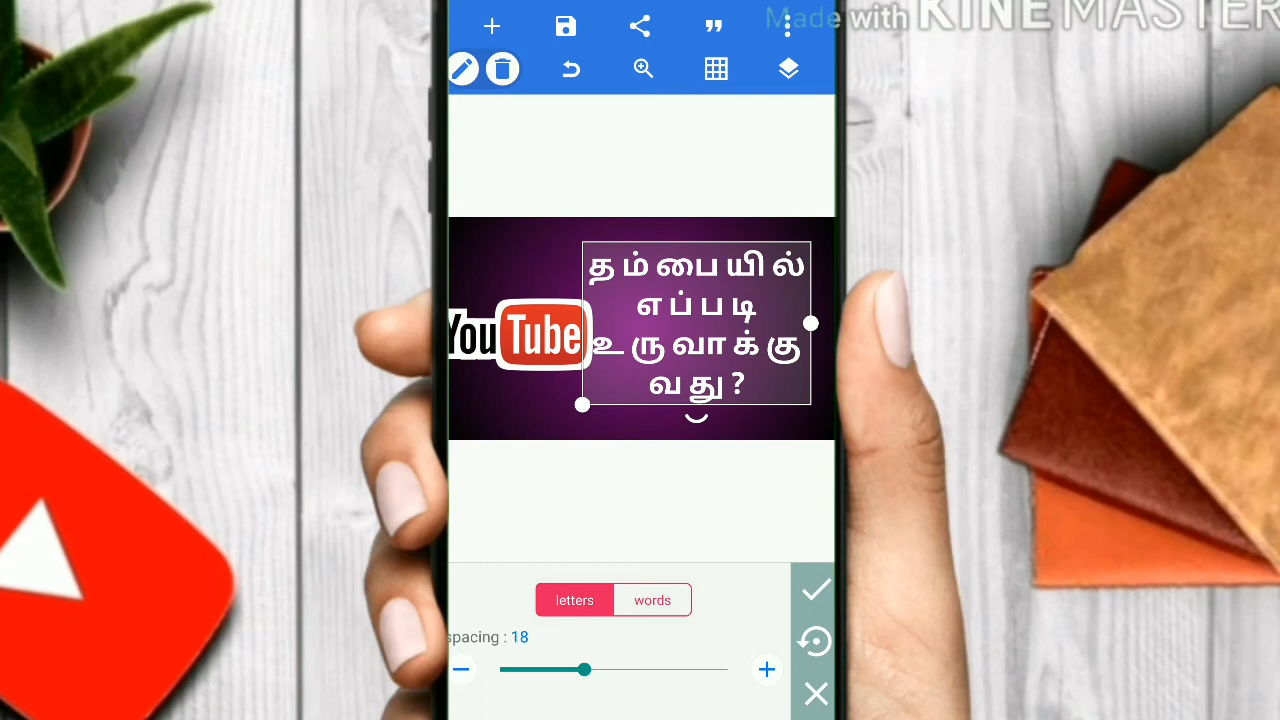 Made with KINEMASTER
தம்பையில்
எப்படி
உருவாக்கு
வது?
YouTube
letters words
spacing : 18